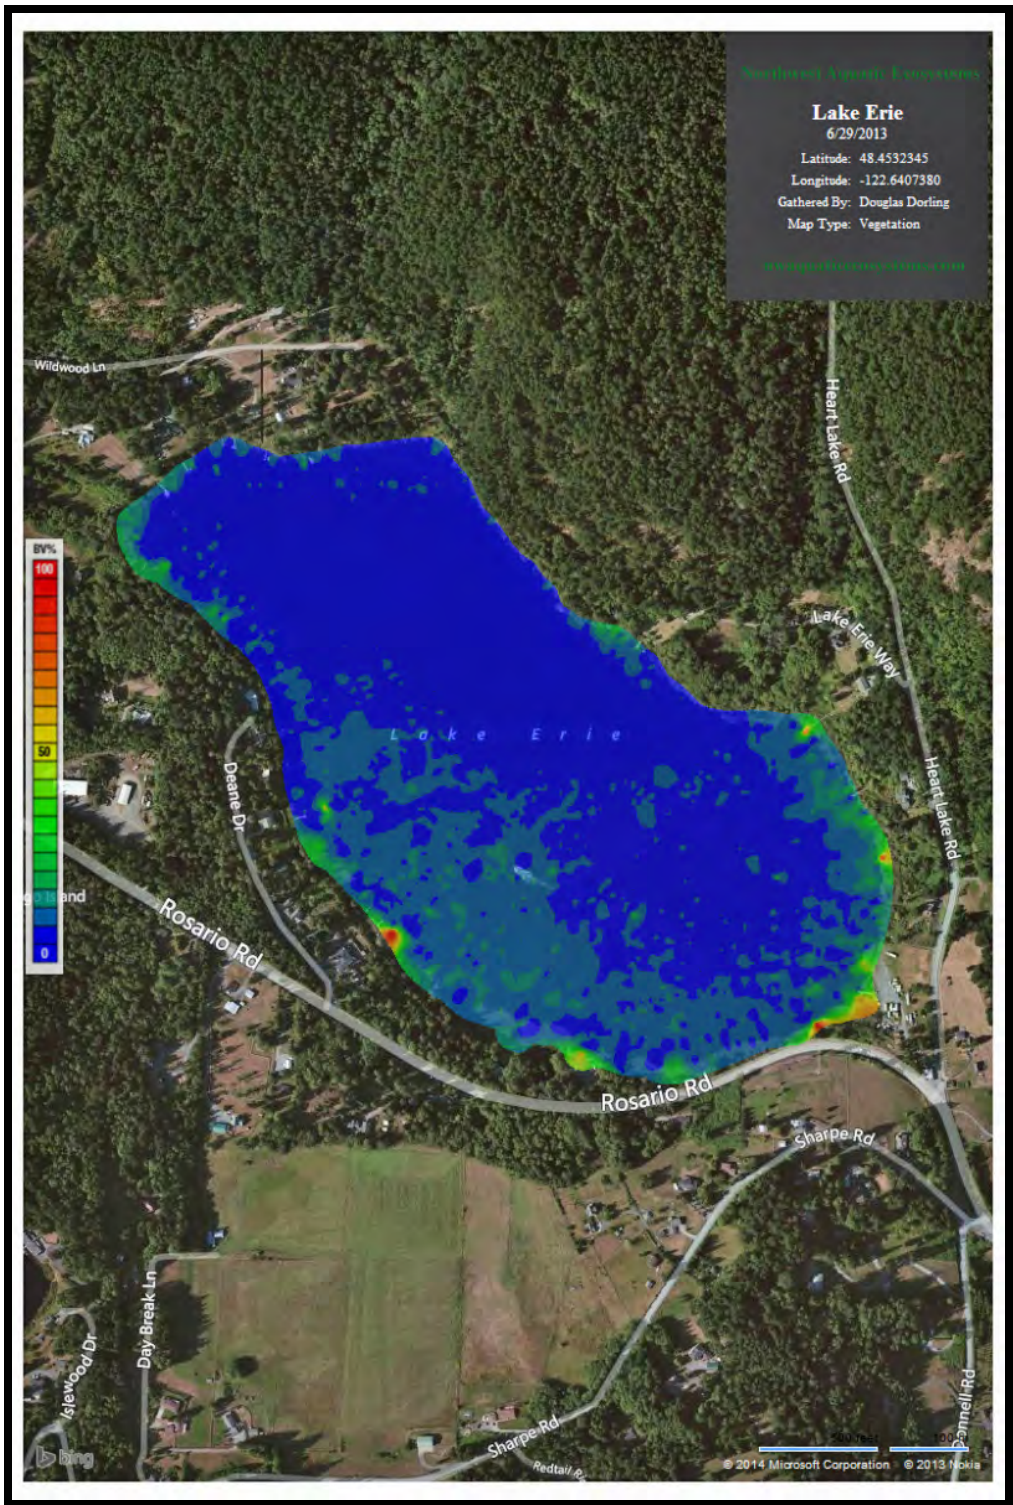 Lake Erie
6/29/2013
Latitude: 48.4532345
Longitude: -122.6407380
Gathered By: Douglas Dorling
Map Type: Vegetation
Wildwood Ln
Heart Lake Rd
BV%
100
50
0
Lake Erie Way
Lake Erie
Deane Dr
Heart Lake Rd
Island
Rosario Rd
Rosario Rd
Sharpe Rd
Day Break Ln
Islewood Dr
Sharpe Rd
Redtail
bing
© 2014 Microsoft Corporation © 2013 Nokia